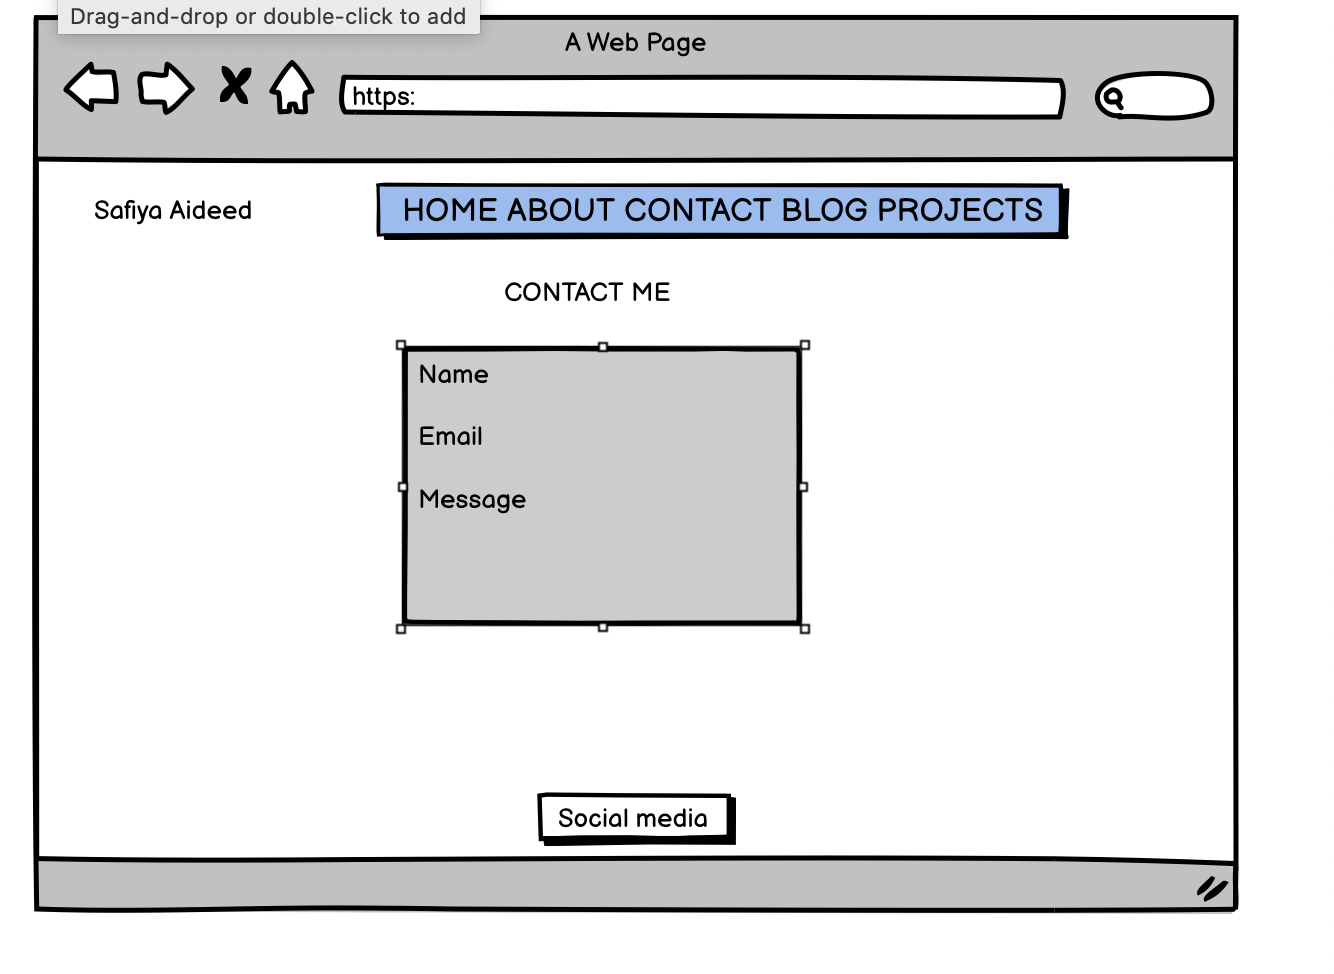 Drag-and-drop or double-click to add
A Web Page
https:
Safiya Aideed
HOME ABOUT CONTACT BLOG PROJECTS
CONTACT ME
Name
Email
Message
Social media